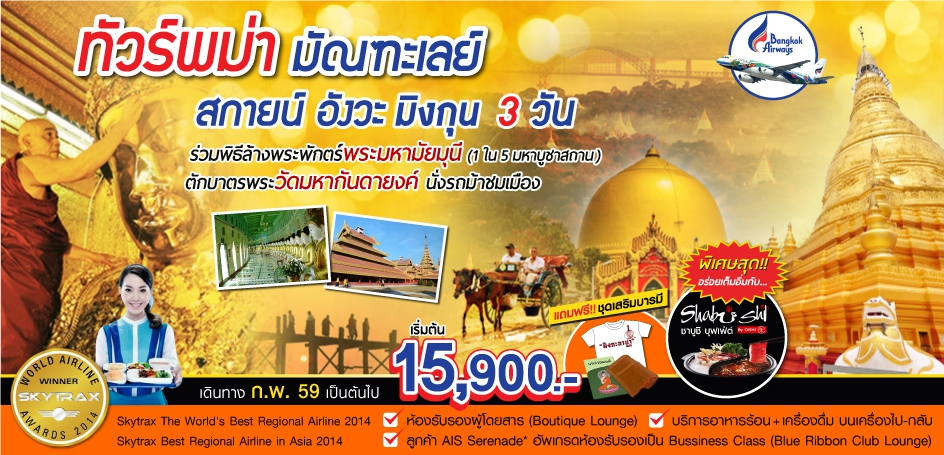 ทัวร์พม่า มัณฑะเลย์
Bangkok Airways
สกายน์ อังวะ มิงกุน 3 วัน
ร่วมพิธีล้างพระพักตร์พระมหามัยมุนี (1 ใน 5 มหาบูชาสถาน)
ตักบาตรพระวัดมหากันดายงค์ นั่งรถม้าชมเมือง
พิเศษสุด!!
อร่อยเต็มอิ่มกับ...
แถมฟรี!! ชุดเสริมบารมี
Shabushi
ชาบูชิ บุฟเฟ่ต์ By OISHI
มิงกะลาบา
เริ่มต้น
15,900.-
เดินทาง ก.พ. 59 เป็นต้นไป
WORLD AIRLINE
WINNER
SKYTRAX
AWARDS 2014
Skytrax The World's Best Regional Airline 2014 ห้องรับรองผู้โดยสาร (Boutique Lounge) บริการอาหารร้อน + เครื่องดื่ม บนเครื่องไป-กลับ
Skytrax Best Regional Airline in Asia 2014 ลูกค้า AIS Serenade* อัพเกรดห้องรับรองเป็น Bussiness Class (Blue Ribbon Club Lounge)